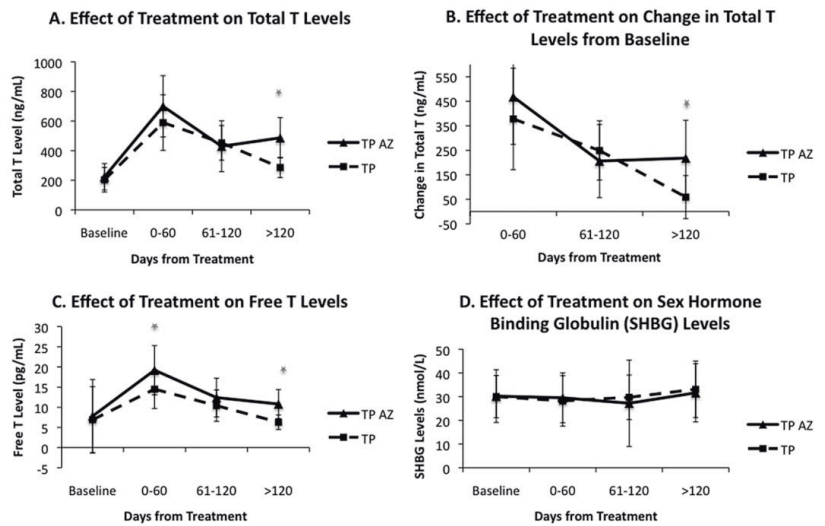 A. Effect of Treatment on Total T Levels
Total T Level (ng/mL)
1000
800
600
400
200
0
*
TP AZ
TP
Baseline 0-60 61-120 >120
Days from Treatment
B. Effect of Treatment on Change in Total T
Levels from Baseline
Change in Total T (ng/mL)
550
450
350
250
150
50
-50
*
TP AZ
TP
0-60 61-120 >120
Days from Treatment
C. Effect of Treatment on Free T Levels
Free T Level (pg/mL)
30
25
20
15
10
5
0
-5
*
*
TP AZ
TP
Baseline 0-60 61-120 >120
Days from Treatment
D. Effect of Treatment on Sex Hormone
Binding Globulin (SHBG) Levels
SHBG Levels (nmol/L)
50
40
30
20
10
0
TP AZ
TP
Baseline 0-60 61-120 >120
Days from Treatment